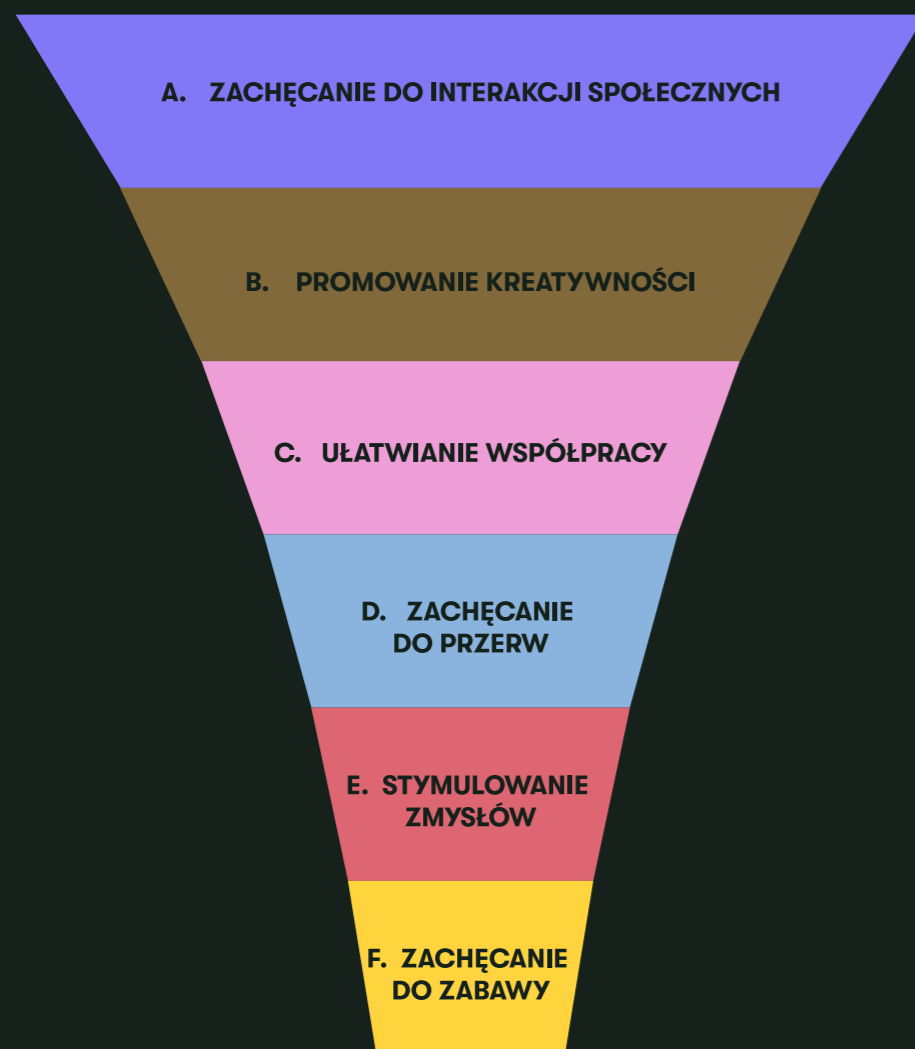 A. ZACHĘCANIE DO INTERAKCJI SPOŁECZNYCH
B. PROMOWANIE KREATYWNOŚCI
C. UŁATWIANIE WSPÓŁPRACY
D. ZACHĘCANIE
DO PRZERW
E. STYMULOWANIE
ZMYSŁÓW
F. ZACHĘCANIE
DO ZABAWY